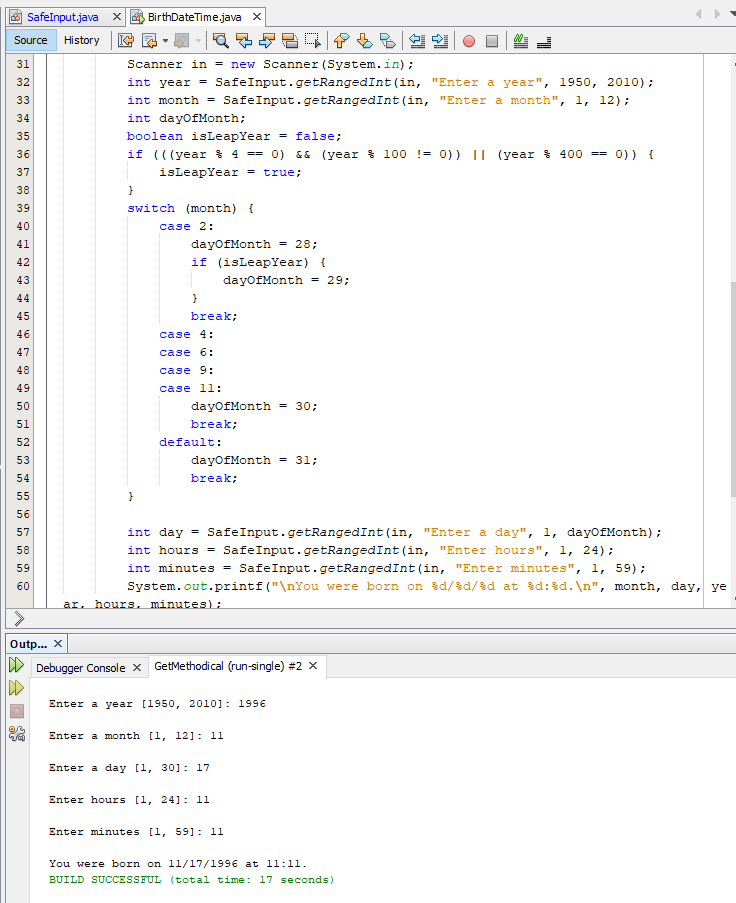 SafeInput.java BirthDateTime.java
Source History
31 Scanner in = new Scanner(System.in);
32 int year = SafeInput.getRangedInt(in, "Enter a year", 1950, 2010);
33 int month = SafeInput.getRangedInt(in, "Enter a month", 1, 12);
34 int dayOfMonth;
35 boolean isLeapYear = false;
36 if (((year % 4 == 0) && (year % 100 != 0)) || (year % 400 == 0)) {
37 isLeapYear = true;
38 }
39 switch (month) {
40 case 2:
41 dayOfMonth = 28;
42 if (isLeapYear) {
43 dayOfMonth = 29;
44 }
45 break;
46 case 4:
47 case 6:
48 case 9:
49 case 11:
50 dayOfMonth = 30;
51 break;
52 default:
53 dayOfMonth = 31;
54 break;
55 }
56
57 int day = SafeInput.getRangedInt(in, "Enter a day", 1, dayOfMonth);
58 int hours = SafeInput.getRangedInt(in, "Enter hours", 1, 24);
59 int minutes = SafeInput.getRangedInt(in, "Enter minutes", 1, 59);
60 System.out.printf("\nYou were born on %d/%d/%d at %d:%d.\n", month, day, ye
ar, hours, minutes);
Outp...
Debugger Console GetMethodical (run-single) #2
Enter a year [1950, 2010]: 1996
Enter a month [1, 12]: 11
Enter a day [1, 30]: 17
Enter hours [1, 24]: 11
Enter minutes [1, 59]: 11
You were born on 11/17/1996 at 11:11.
BUILD SUCCESSFUL (total time: 17 seconds)